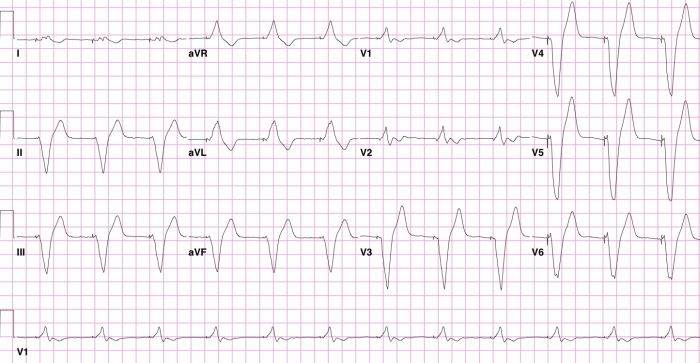 I aVR V1 V4
II aVL V2 V5
III aVF V3 V6
V1